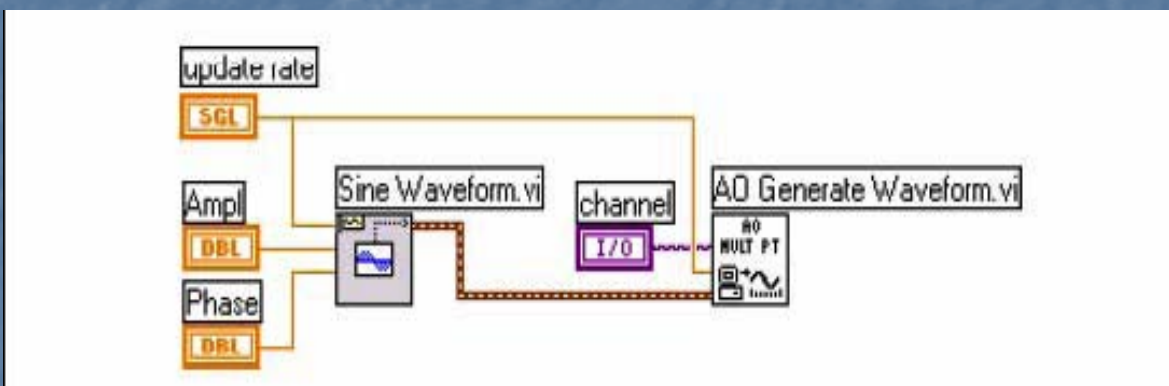 update rate
SGL
Ampl
DBL
Phase
DBL
Sine Waveform.vi
channel
I/O
AO Generate Waveform.vi
AO
MULT PT